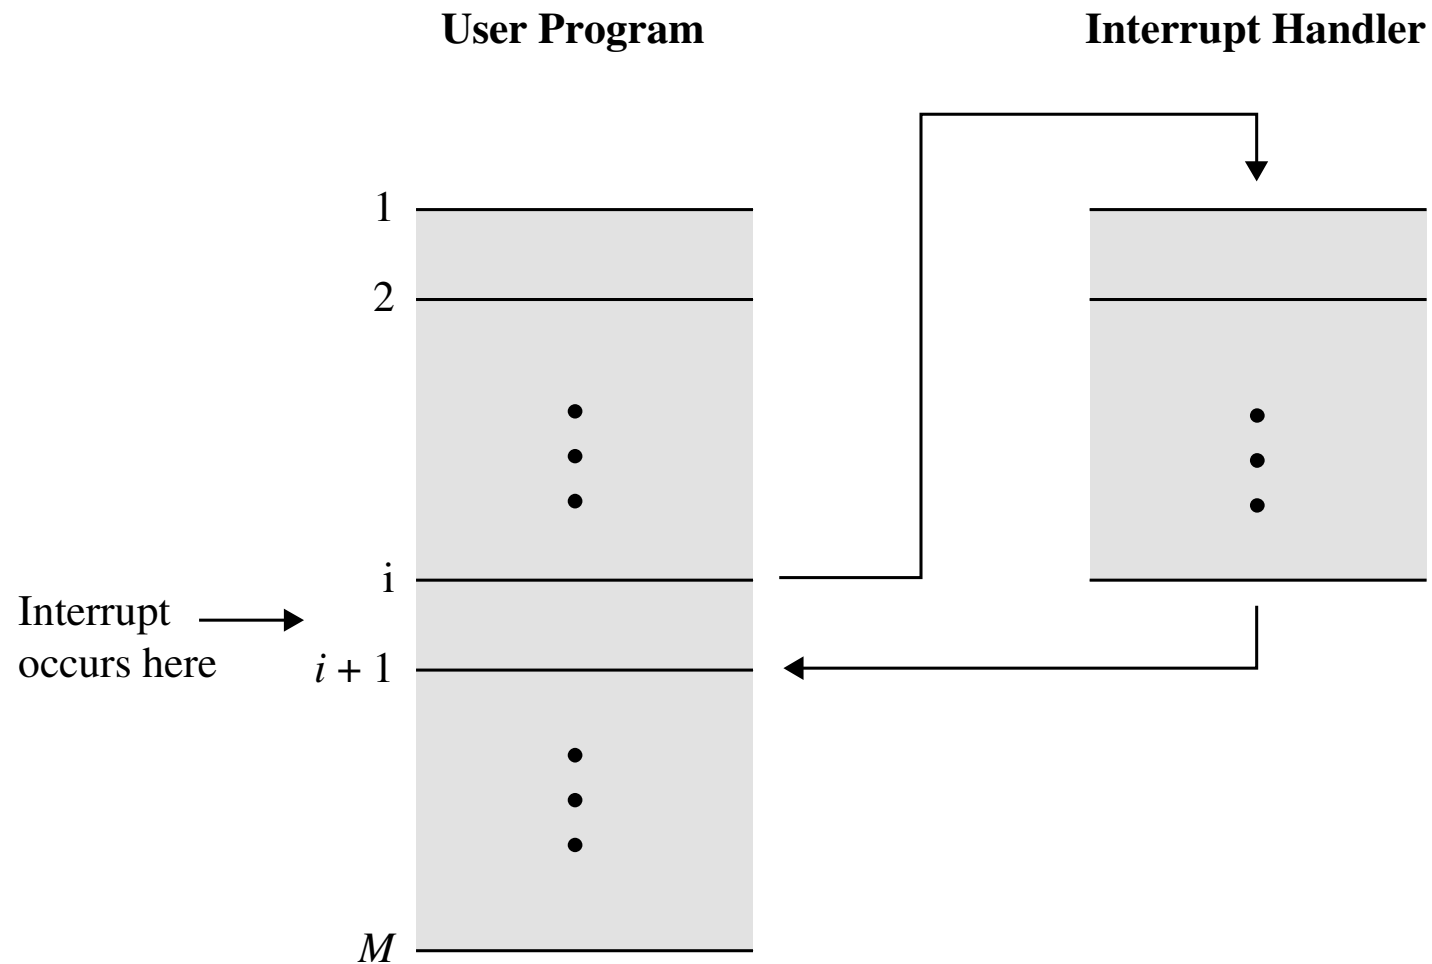 User Program
Interrupt Handler
1
2
i
Interrupt
occurs here
i + 1
M